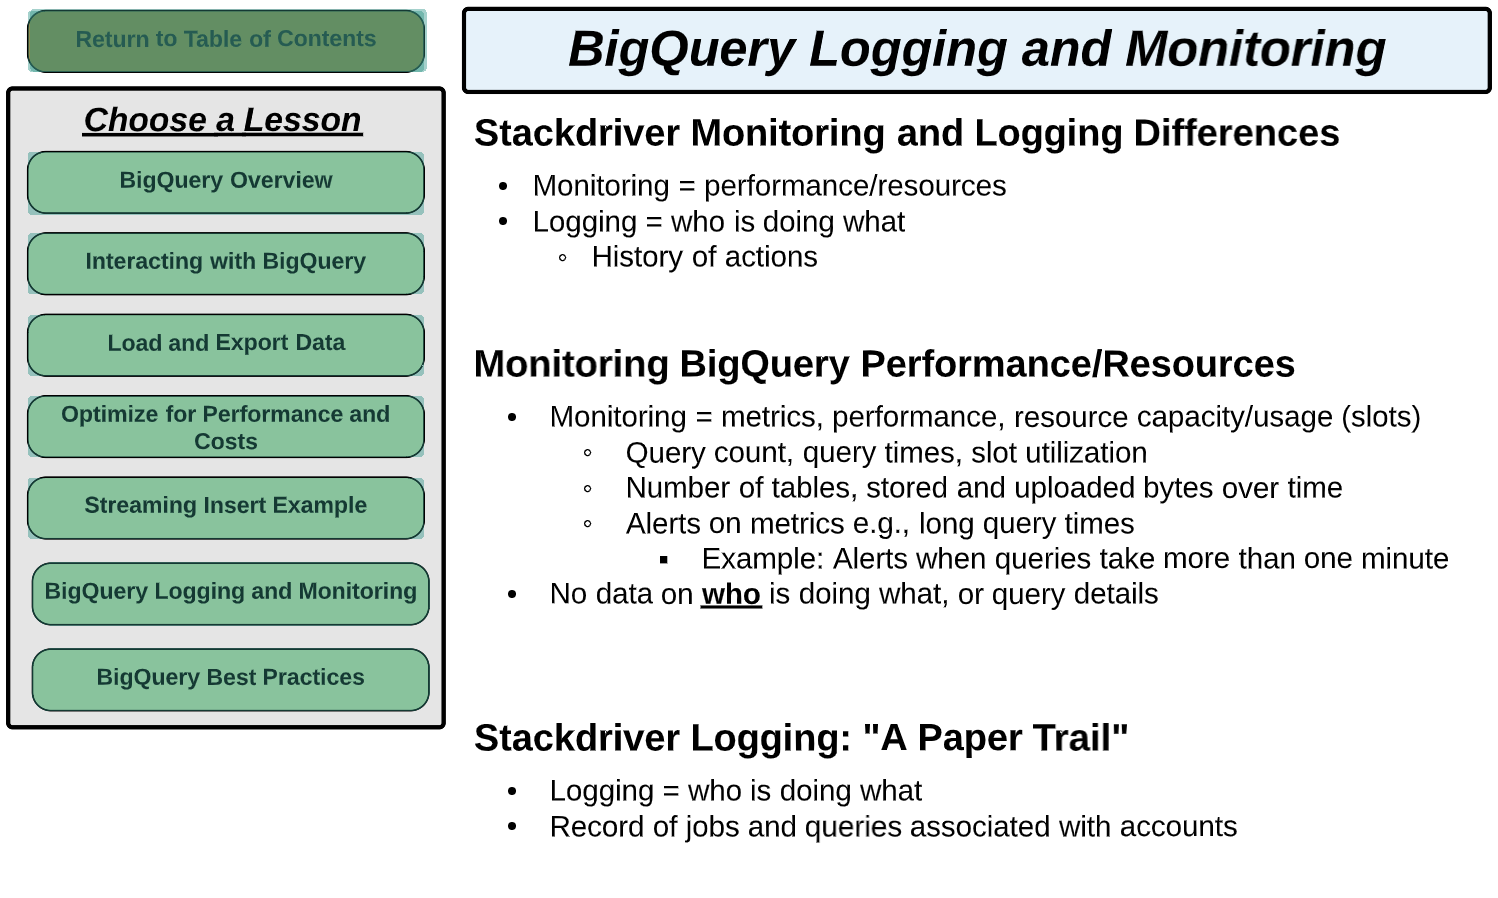 Return to Table of Contents
Choose a Lesson
BigQuery Overview
Interacting with BigQuery
Load and Export Data
Optimize for Performance and
Costs
Streaming Insert Example
BigQuery Logging and Monitoring
BigQuery Best Practices
BigQuery Logging and Monitoring
Stackdriver Monitoring and Logging Differences
• Monitoring = performance/resources
• Logging = who is doing what
◦ History of actions
Monitoring BigQuery Performance/Resources
• Monitoring = metrics, performance, resource capacity/usage (slots)
◦ Query count, query times, slot utilization
◦ Number of tables, stored and uploaded bytes over time
◦ Alerts on metrics e.g., long query times
▪ Example: Alerts when queries take more than one minute
• No data on who is doing what, or query details
Stackdriver Logging: "A Paper Trail"
• Logging = who is doing what
• Record of jobs and queries associated with accounts